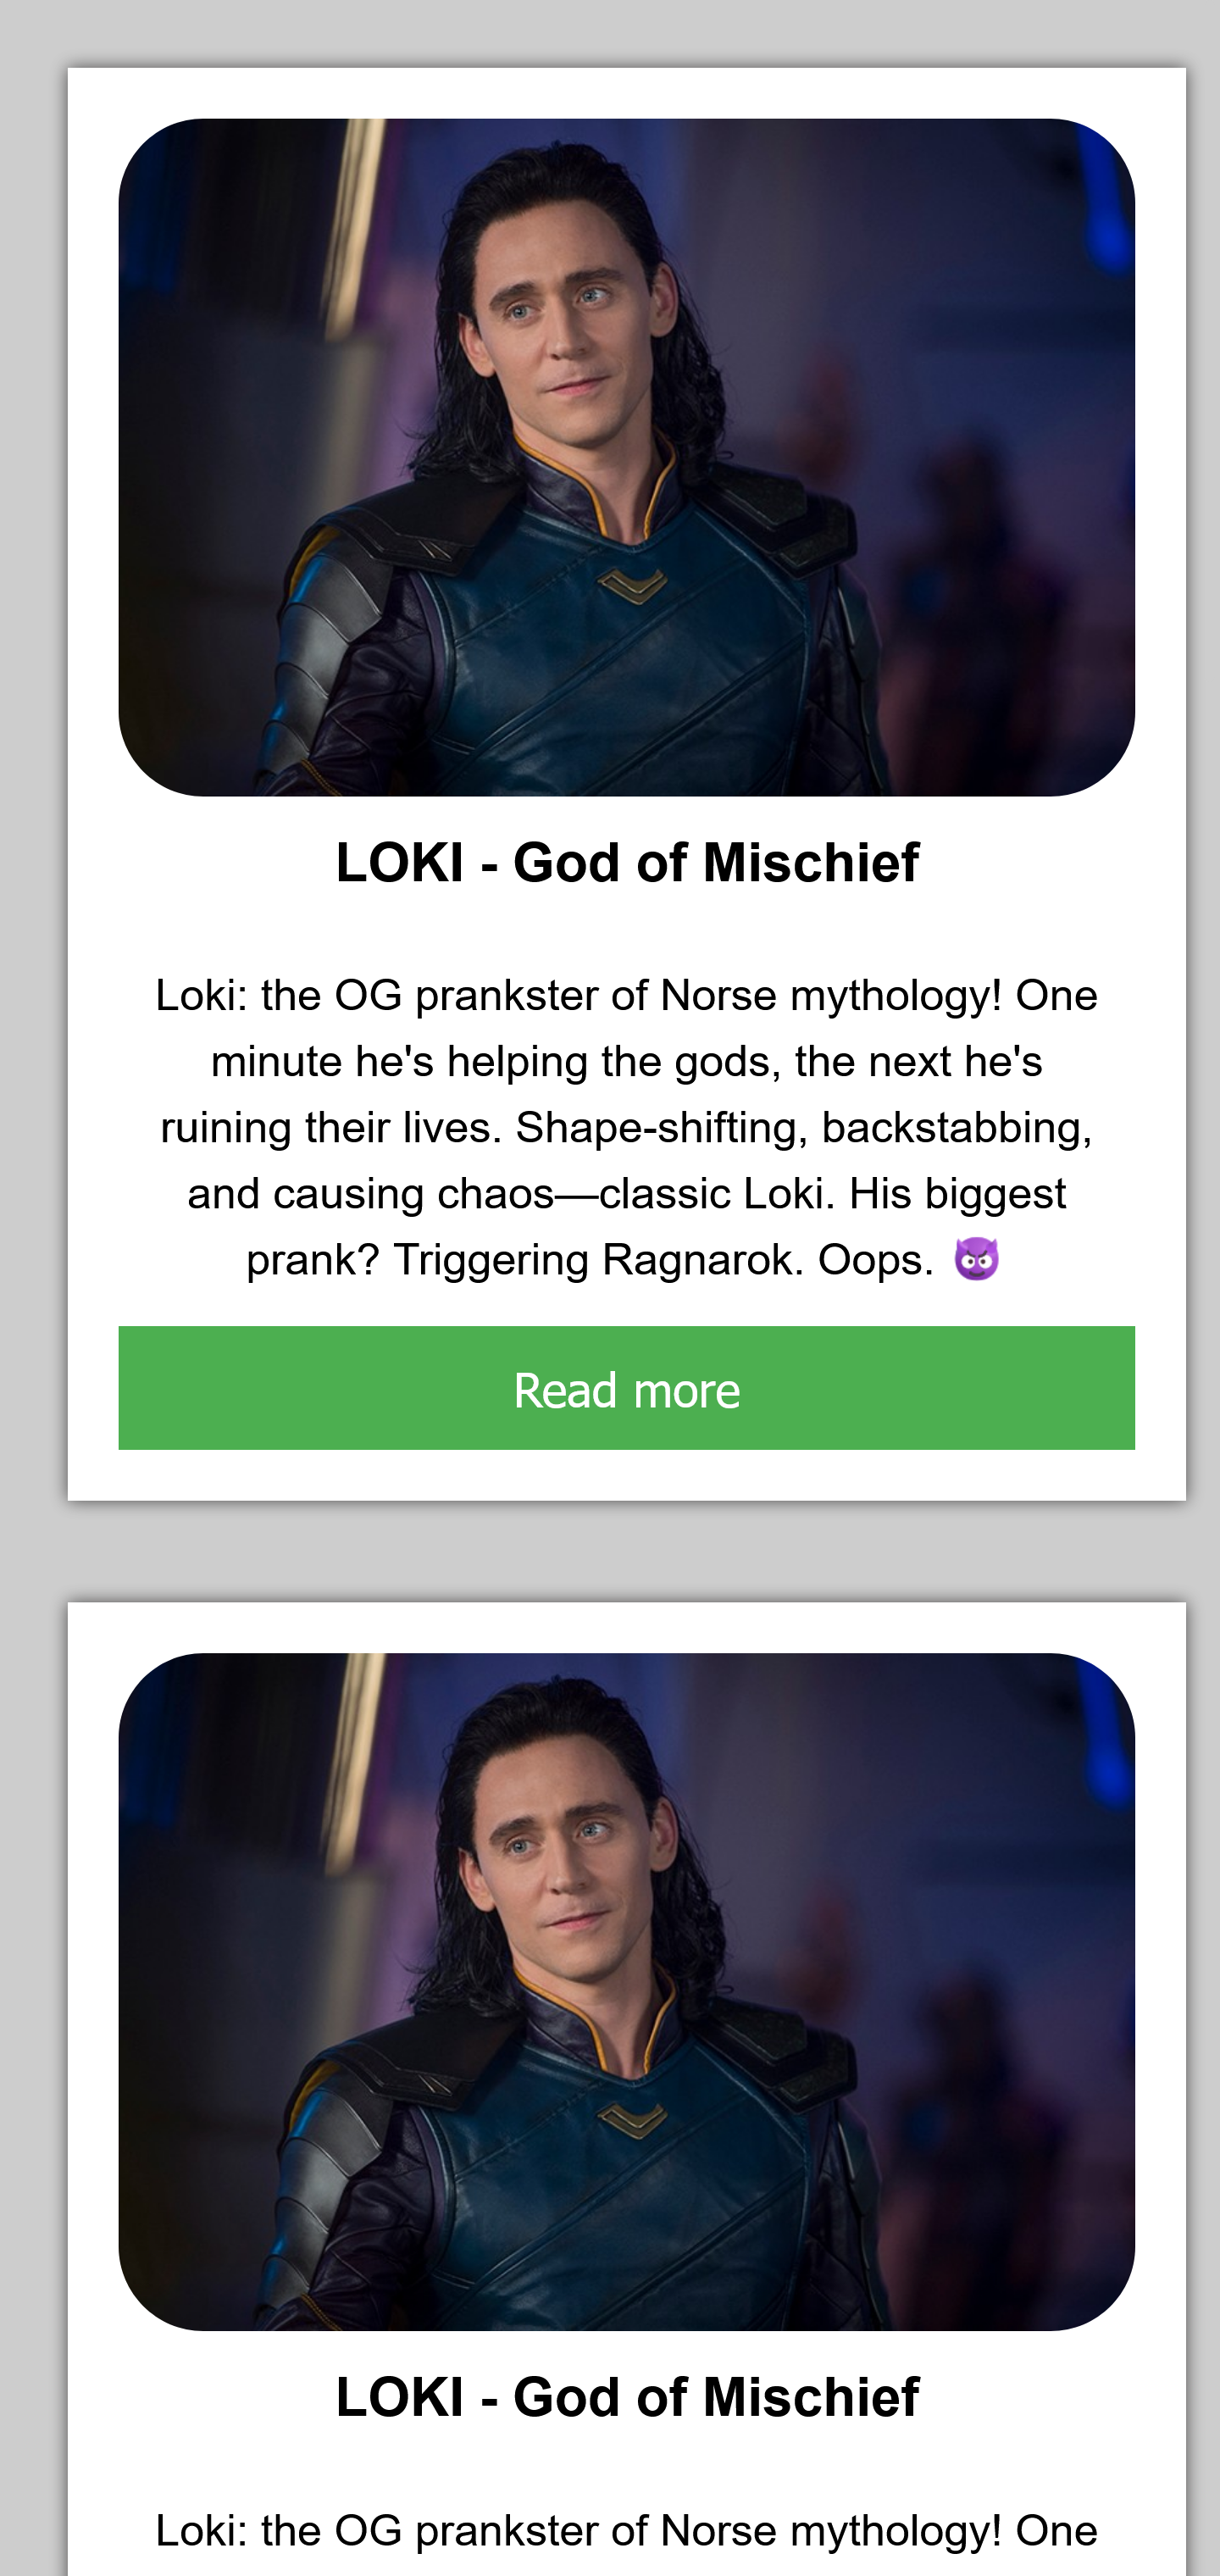 LOKI - God of Mischief
Loki: the OG prankster of Norse mythology! One
minute he's helping the gods, the next he's
ruining their lives. Shape-shifting, backstabbing,
and causing chaos—classic Loki. His biggest
prank? Triggering Ragnarok. Oops. 😈
Read more
LOKI - God of Mischief
Loki: the OG prankster of Norse mythology! One